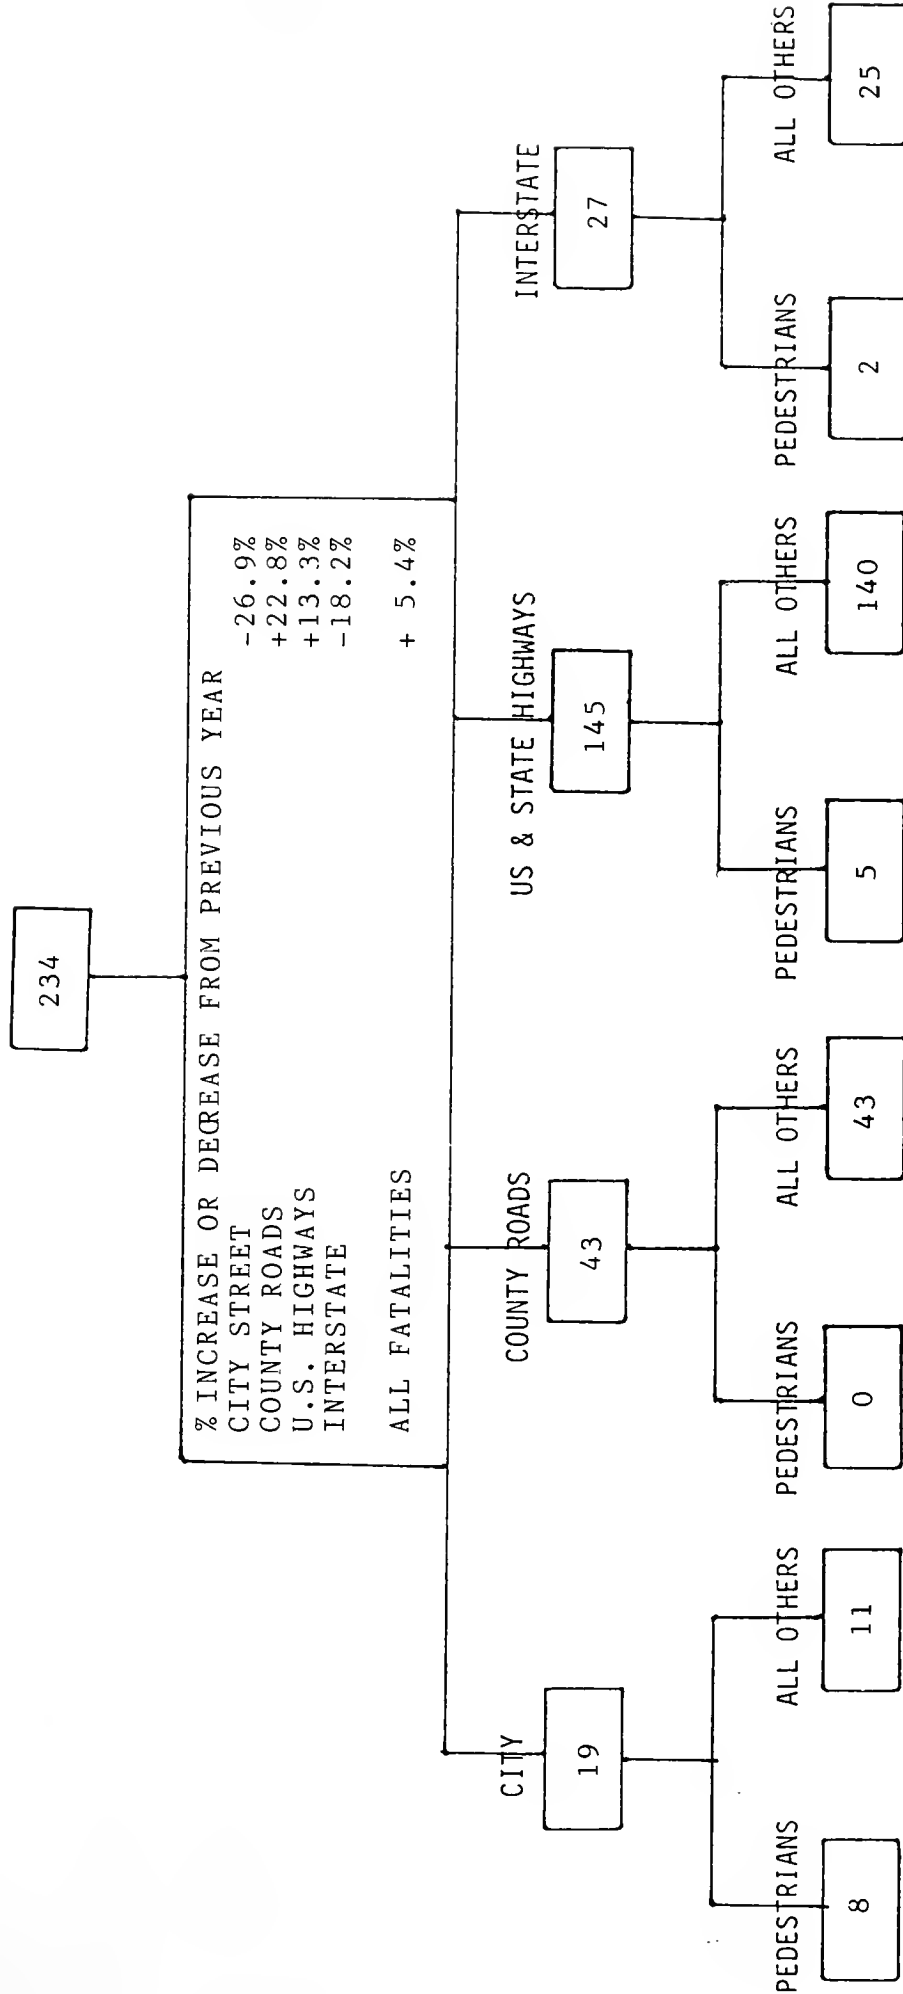 234
% INCREASE OR DECREASE FROM PREVIOUS YEAR
CITY STREET -26.9%
COUNTY ROADS +22.8%
U.S. HIGHWAYS +13.3%
INTERSTATE -18.2%
ALL FATALITIES + 5.4%
CITY COUNTY ROADS US & STATE HIGHWAYS INTERSTATE
19 43 145 27
PEDESTRIANS ALL OTHERS PEDESTRIANS ALL OTHERS PEDESTRIANS ALL OTHERS PEDESTRIANS ALL OTHERS
8 11 0 43 5 140 2 25